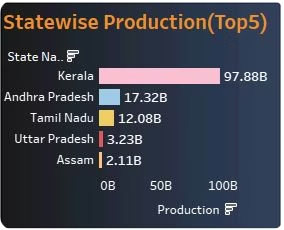 Statewise Production(Top5)
State Na..
Kerala 97.88B
Andhra Pradesh 17.32B
Tamil Nadu 12.08B
Uttar Pradesh 3.23B
Assam 2.11B
0B 50B 100B
Production